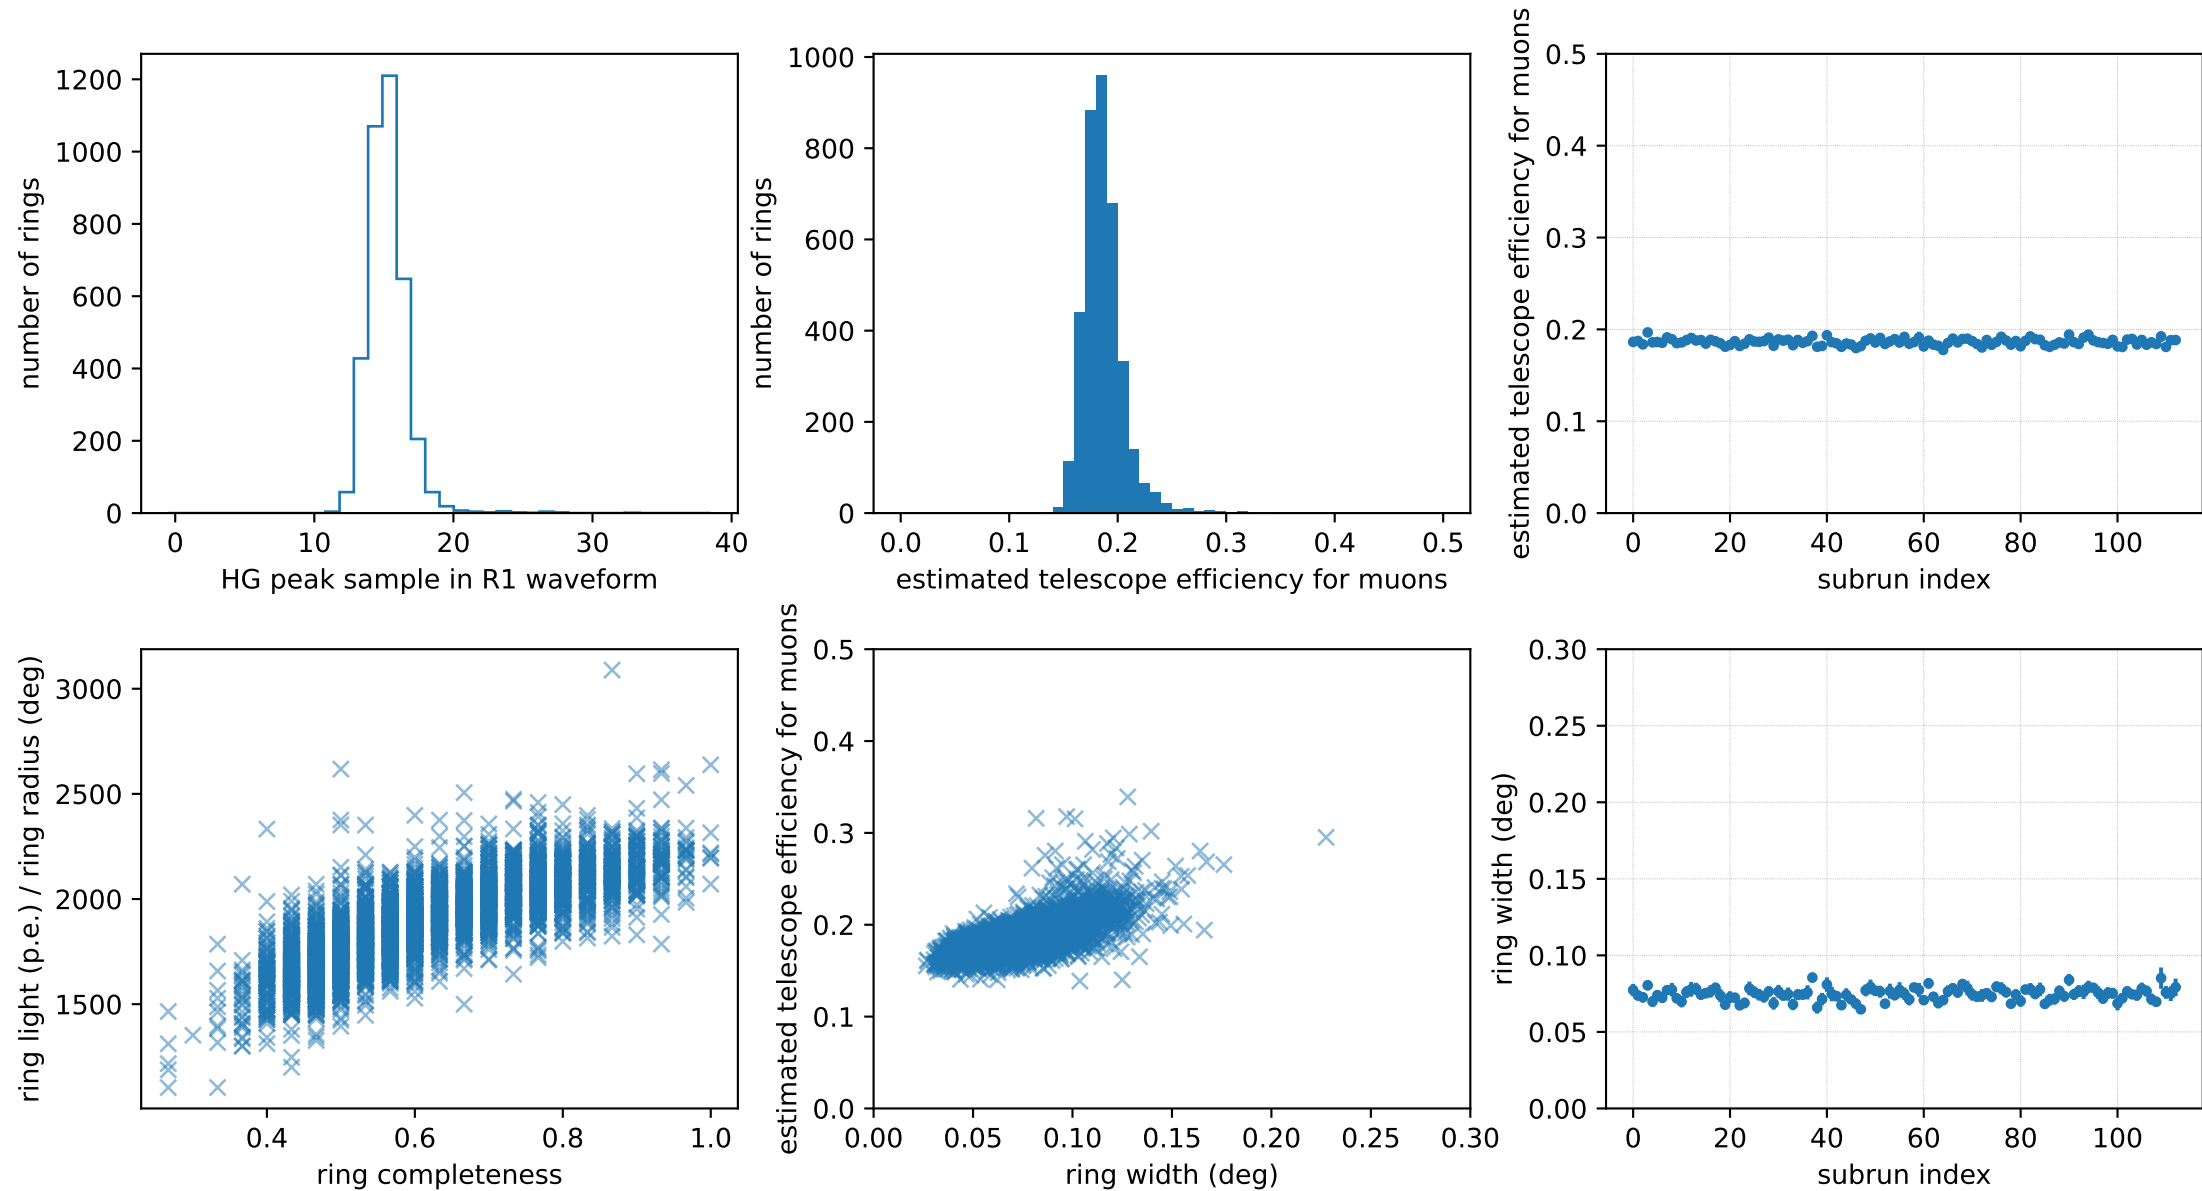 number of rings
1200
1000
800
600
400
200
0
0 10 20 30 40
HG peak sample in R1 waveform
number of rings
1000
800
600
400
200
0
0.0 0.1 0.2 0.3 0.4 0.5
estimated telescope efficiency for muons
estimated telescope efficiency for muons
0.5
0.4
0.3
0.2
0.1
0.0
0 20 40 60 80 100
subrun index
ring light (p.e.) / ring radius (deg)
3000
2500
2000
1500
0.4 0.6 0.8 1.0
ring completeness
estimated telescope efficiency for muons
0.5
0.4
0.3
0.2
0.1
0.0
0.00 0.05 0.10 0.15 0.20 0.25 0.30
ring width (deg)
ring width (deg)
0.30
0.25
0.20
0.15
0.10
0.05
0.00
0 20 40 60 80 100
subrun index